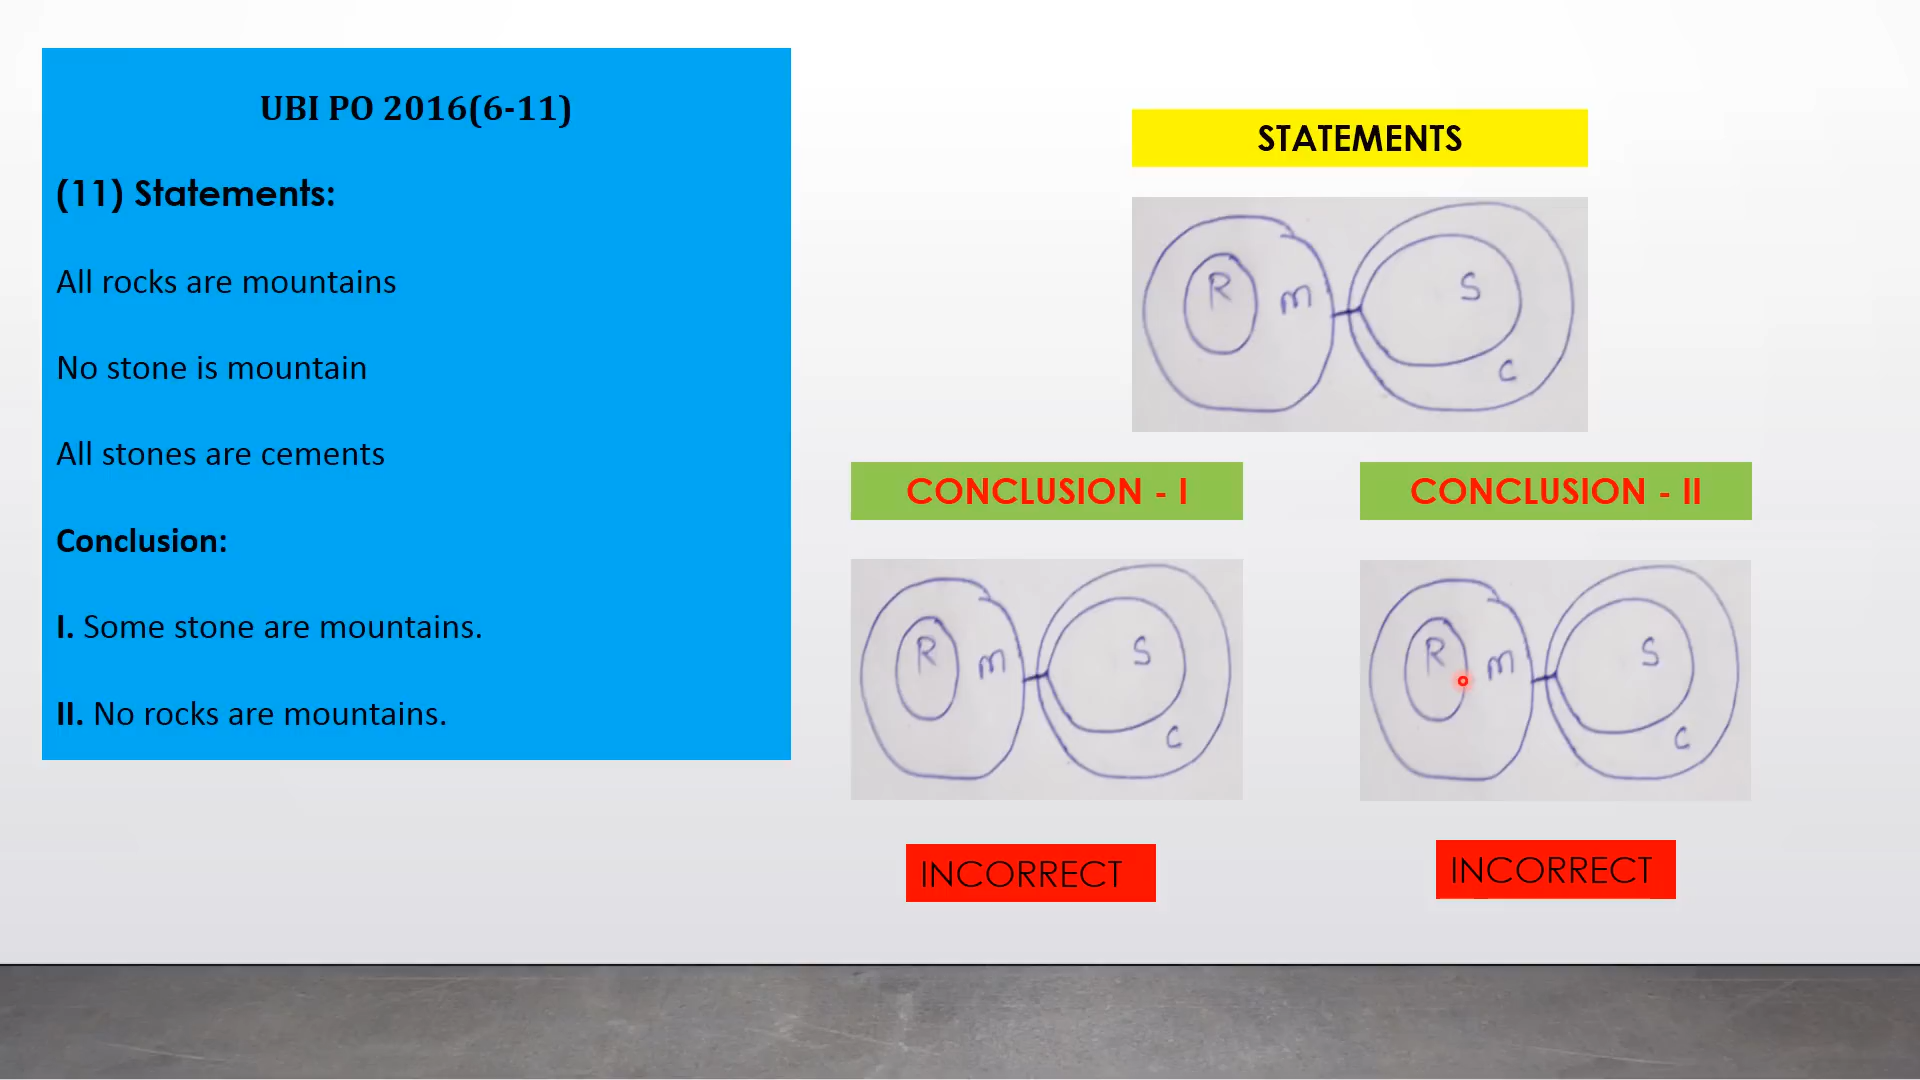 UBI PO 2016(6-11)
(11) Statements:
All rocks are mountains
No stone is mountain
All stones are cements
Conclusion:
I. Some stone are mountains.
II. No rocks are mountains.
STATEMENTS
R m S
C
CONCLUSION - I
R m S
C
INCORRECT
CONCLUSION - II
R m S
C
INCORRECT